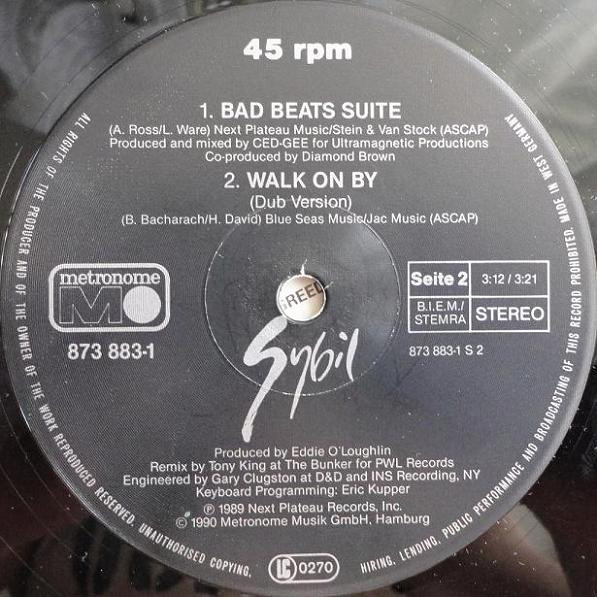 45 rpm
1. BAD BEATS SUITE
(A. Ross/L. Ware) Next Plateau Music/Stein & Van Stock (ASCAP)
Produced and mixed by CED-GEE for Ultramagnetic Productions
Co-produced by Diamond Brown
2. WALK ON BY
(Dub Version)
(B. Bacharach/H. David) Blue Seas Music/Jac Music (ASCAP)
metronome
M
873 883-1
GREED
Seite 2
3:12 / 3:21
B.I.E.M./
STEMRA
STEREO
873 883-1 S 2
Sybil
Produced by Eddie O'Loughlin
Remix by Tony King at The Bunker for PWL Records
Engineered by Gary Clugston at D&D and INS Recording, NY
Keyboard Programming: Eric Kupper
℗ 1989 Next Plateau Records, Inc.
© 1990 Metronome Musik GmbH, Hamburg
LC 0270
ALL RIGHTS OF THE PRODUCER AND OF THE OWNER OF THE WORK REPRODUCED RESERVED. UNAUTHORISED COPYING, HIRING, LENDING, PUBLIC PERFORMANCE AND BROADCASTING OF THIS RECORD PROHIBITED. MADE IN WEST GERMANY